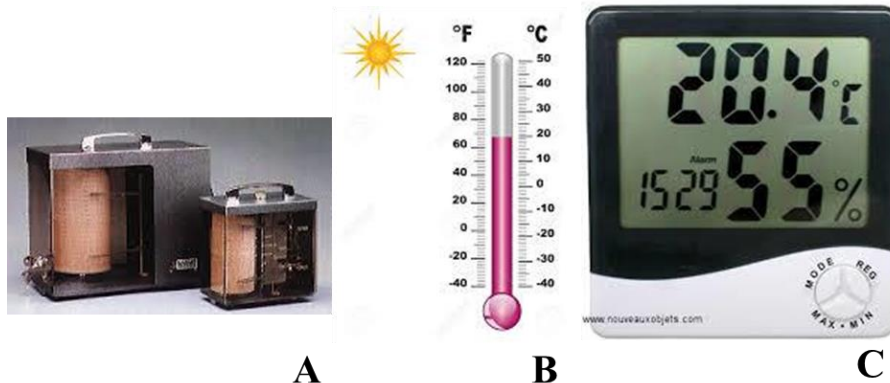 °F °C
120 50
100 40
80 30
60 20
40 10
20 0
0 -10
-20 -20
-40 -30
-40
20.4 °C
Alarm
1529 55 %
MODE REG.
MAX • MIN
www.nouveauxobjets.com
A B C